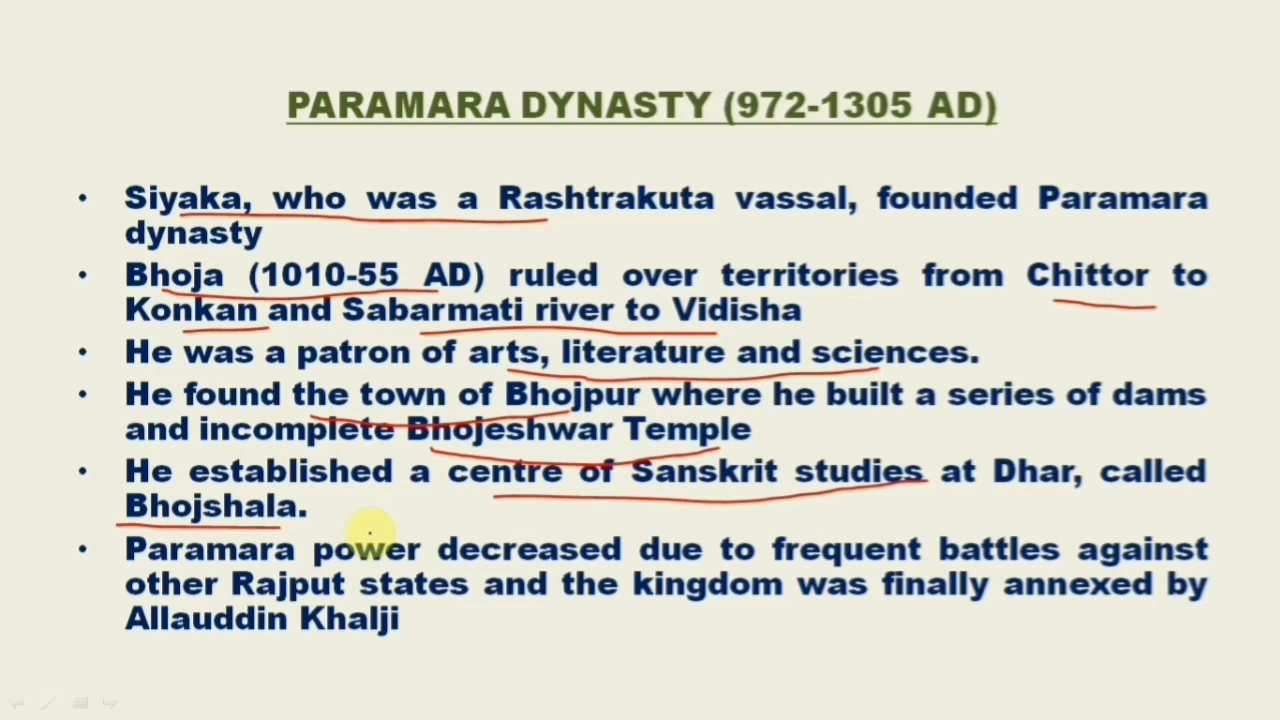 PARAMARA DYNASTY (972-1305 AD)
• Siyaka, who was a Rashtrakuta vassal, founded Paramara
dynasty
• Bhoja (1010-55 AD) ruled over territories from Chittor to
Konkan and Sabarmati river to Vidisha
• He was a patron of arts, literature and sciences.
• He found the town of Bhojpur where he built a series of dams
and incomplete Bhojeshwar Temple
• He established a centre of Sanskrit studies at Dhar, called
Bhojshala.
• Paramara power decreased due to frequent battles against
other Rajput states and the kingdom was finally annexed by
Allauddin Khalji